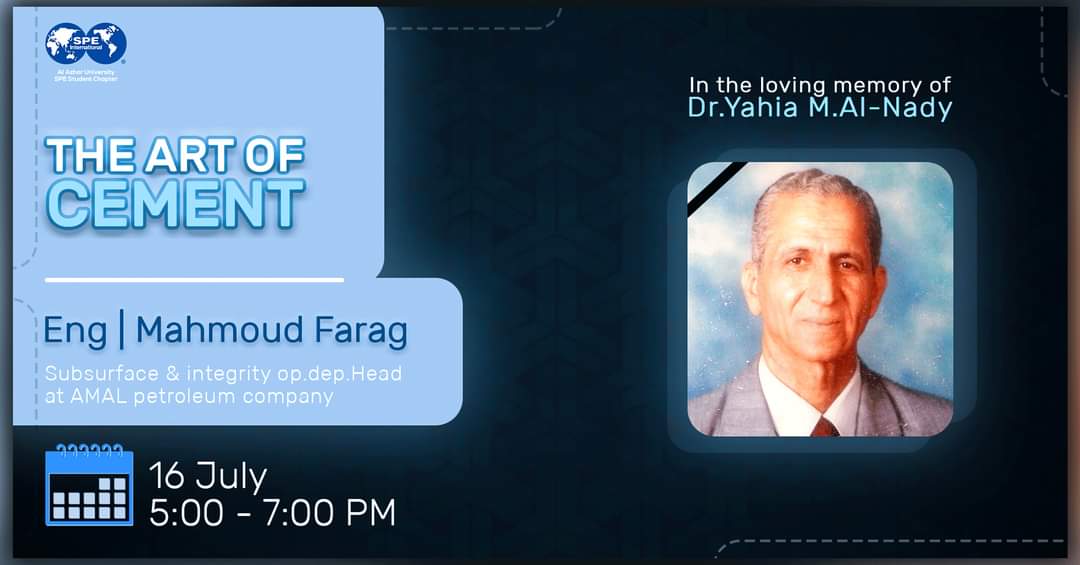 SPE
International
Al Azhar University
SPE Student Chapter
THE ART OF
CEMENT
Eng | Mahmoud Farag
Subsurface & integrity op.dep.Head
at AMAL petroleum company
16 July
5:00 - 7:00 PM
In the loving memory of
Dr.Yahia M.Al-Nady